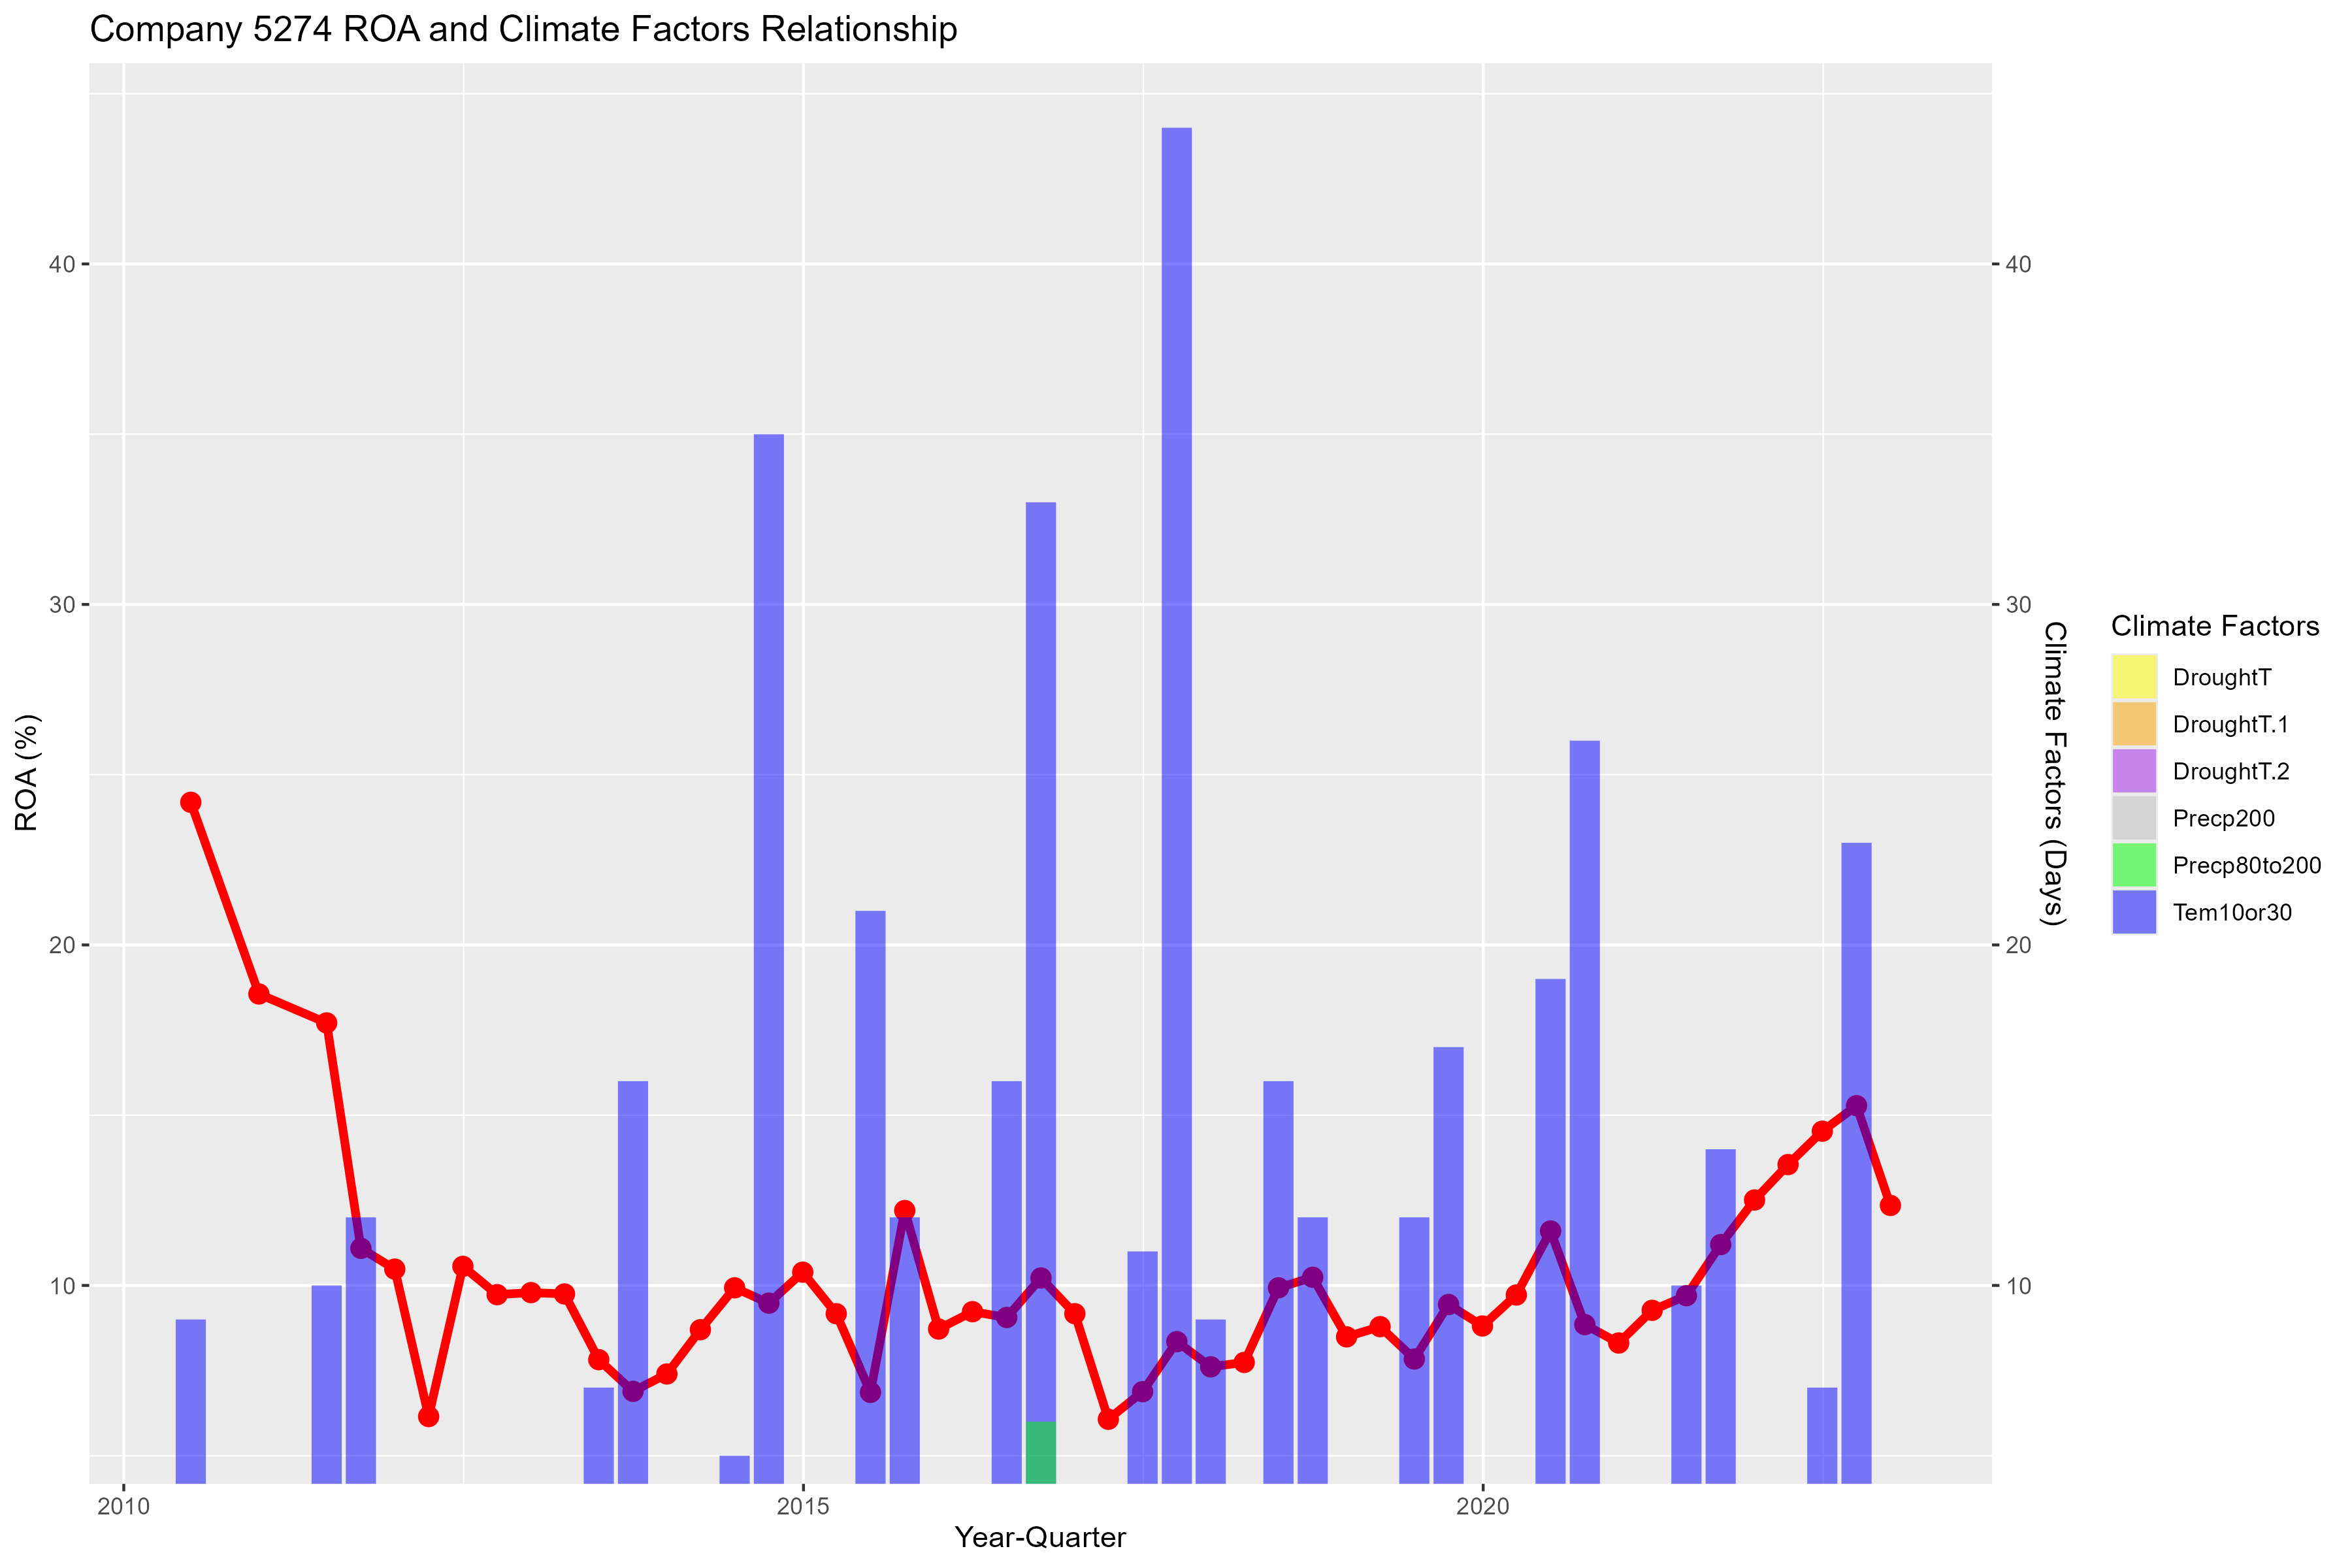 Company 5274 ROA and Climate Factors Relationship
ROA (%)
40
30
20
10
40
30
20
10
Climate Factors (Days)
2010
2015
2020
Year-Quarter
Climate Factors
DroughtT
DroughtT.1
DroughtT.2
Precp200
Precp80to200
Tem10or30